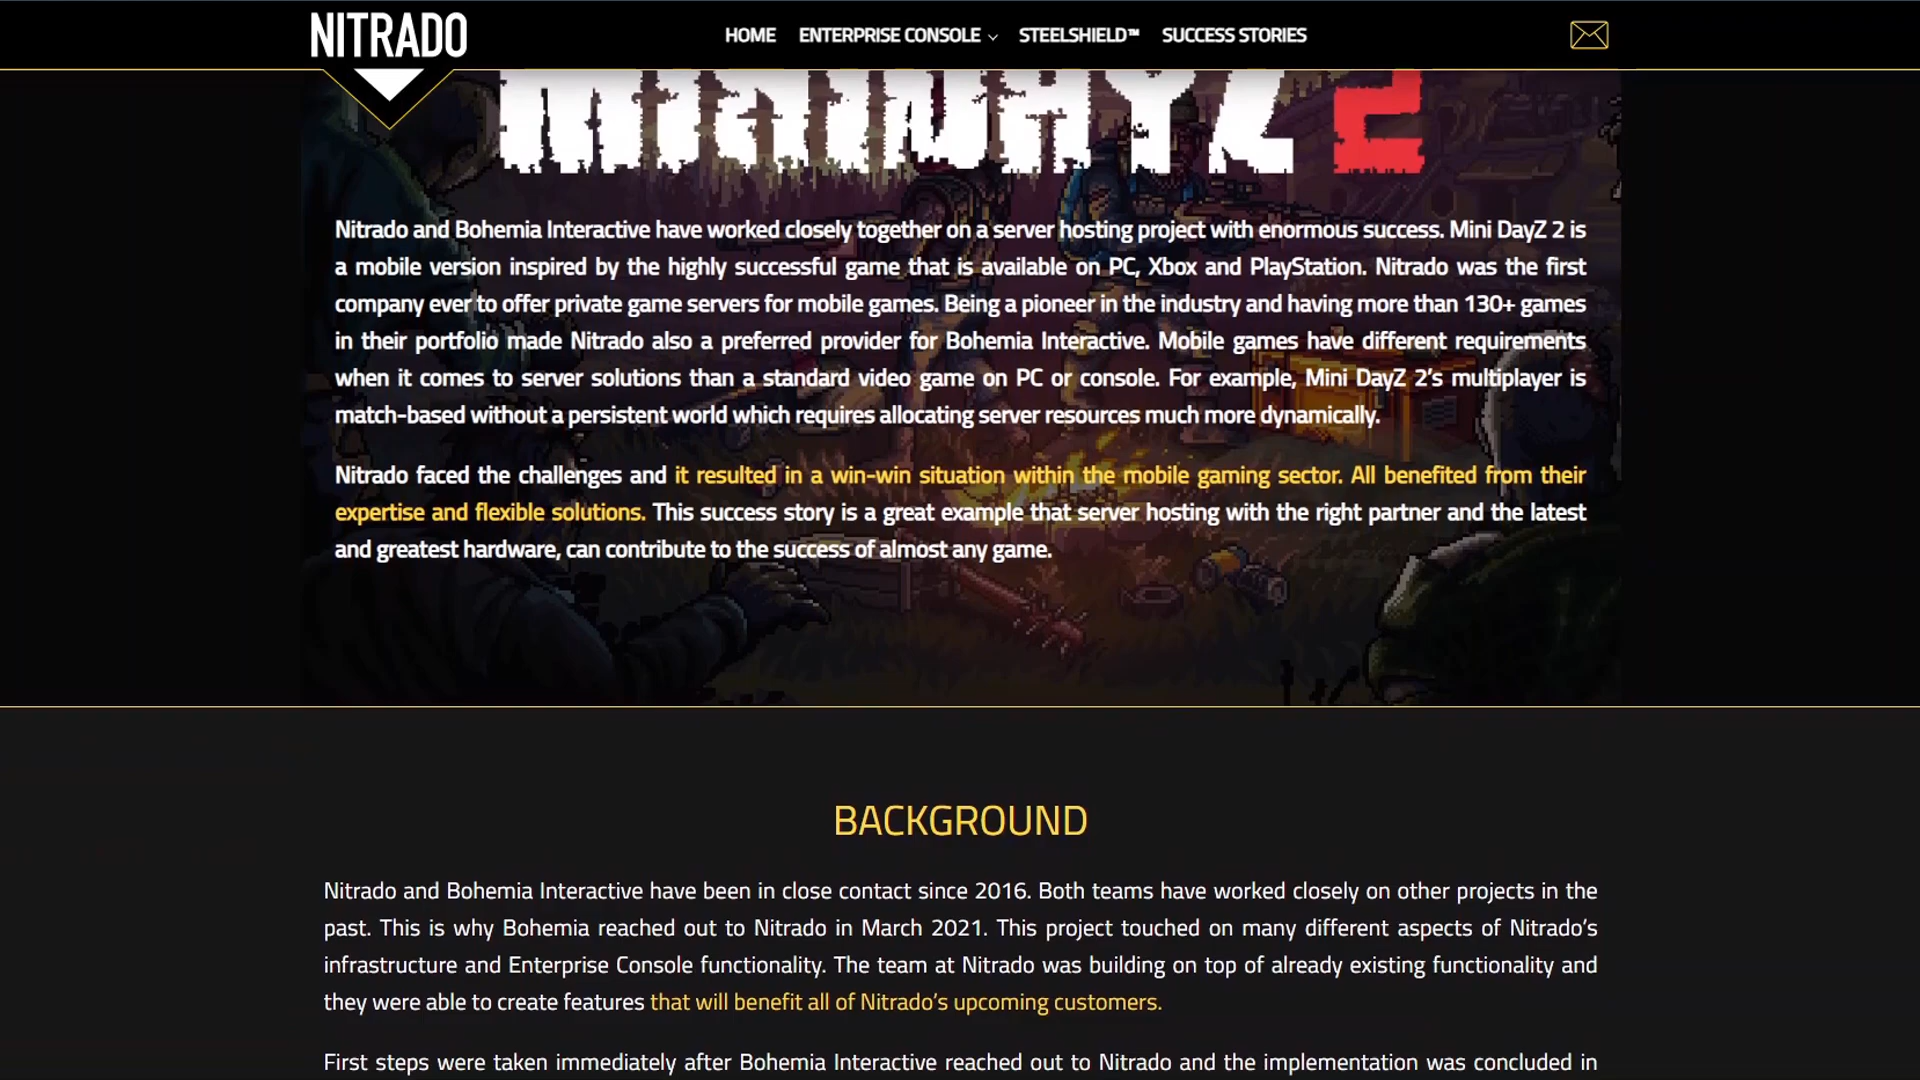 NITRADO
HOME ENTERPRISE CONSOLE STEELSHIELD™ SUCCESS STORIES
MINIDAYZ 2
Nitrado and Bohemia Interactive have worked closely together on a server hosting project with enormous success. Mini DayZ 2 is
a mobile version inspired by the highly successful game that is available on PC, Xbox and PlayStation. Nitrado was the first
company ever to offer private game servers for mobile games. Being a pioneer in the industry and having more than 130+ games
in their portfolio made Nitrado also a preferred provider for Bohemia Interactive. Mobile games have different requirements
when it comes to server solutions than a standard video game on PC or console. For example, Mini DayZ 2’s multiplayer is
match-based without a persistent world which requires allocating server resources much more dynamically.
Nitrado faced the challenges and it resulted in a win-win situation within the mobile gaming sector. All benefited from their
expertise and flexible solutions. This success story is a great example that server hosting with the right partner and the latest
and greatest hardware, can contribute to the success of almost any game.
BACKGROUND
Nitrado and Bohemia Interactive have been in close contact since 2016. Both teams have worked closely on other projects in the
past. This is why Bohemia reached out to Nitrado in March 2021. This project touched on many different aspects of Nitrado’s
infrastructure and Enterprise Console functionality. The team at Nitrado was building on top of already existing functionality and
they were able to create features that will benefit all of Nitrado’s upcoming customers.
First steps were taken immediately after Bohemia Interactive reached out to Nitrado and the implementation was concluded in